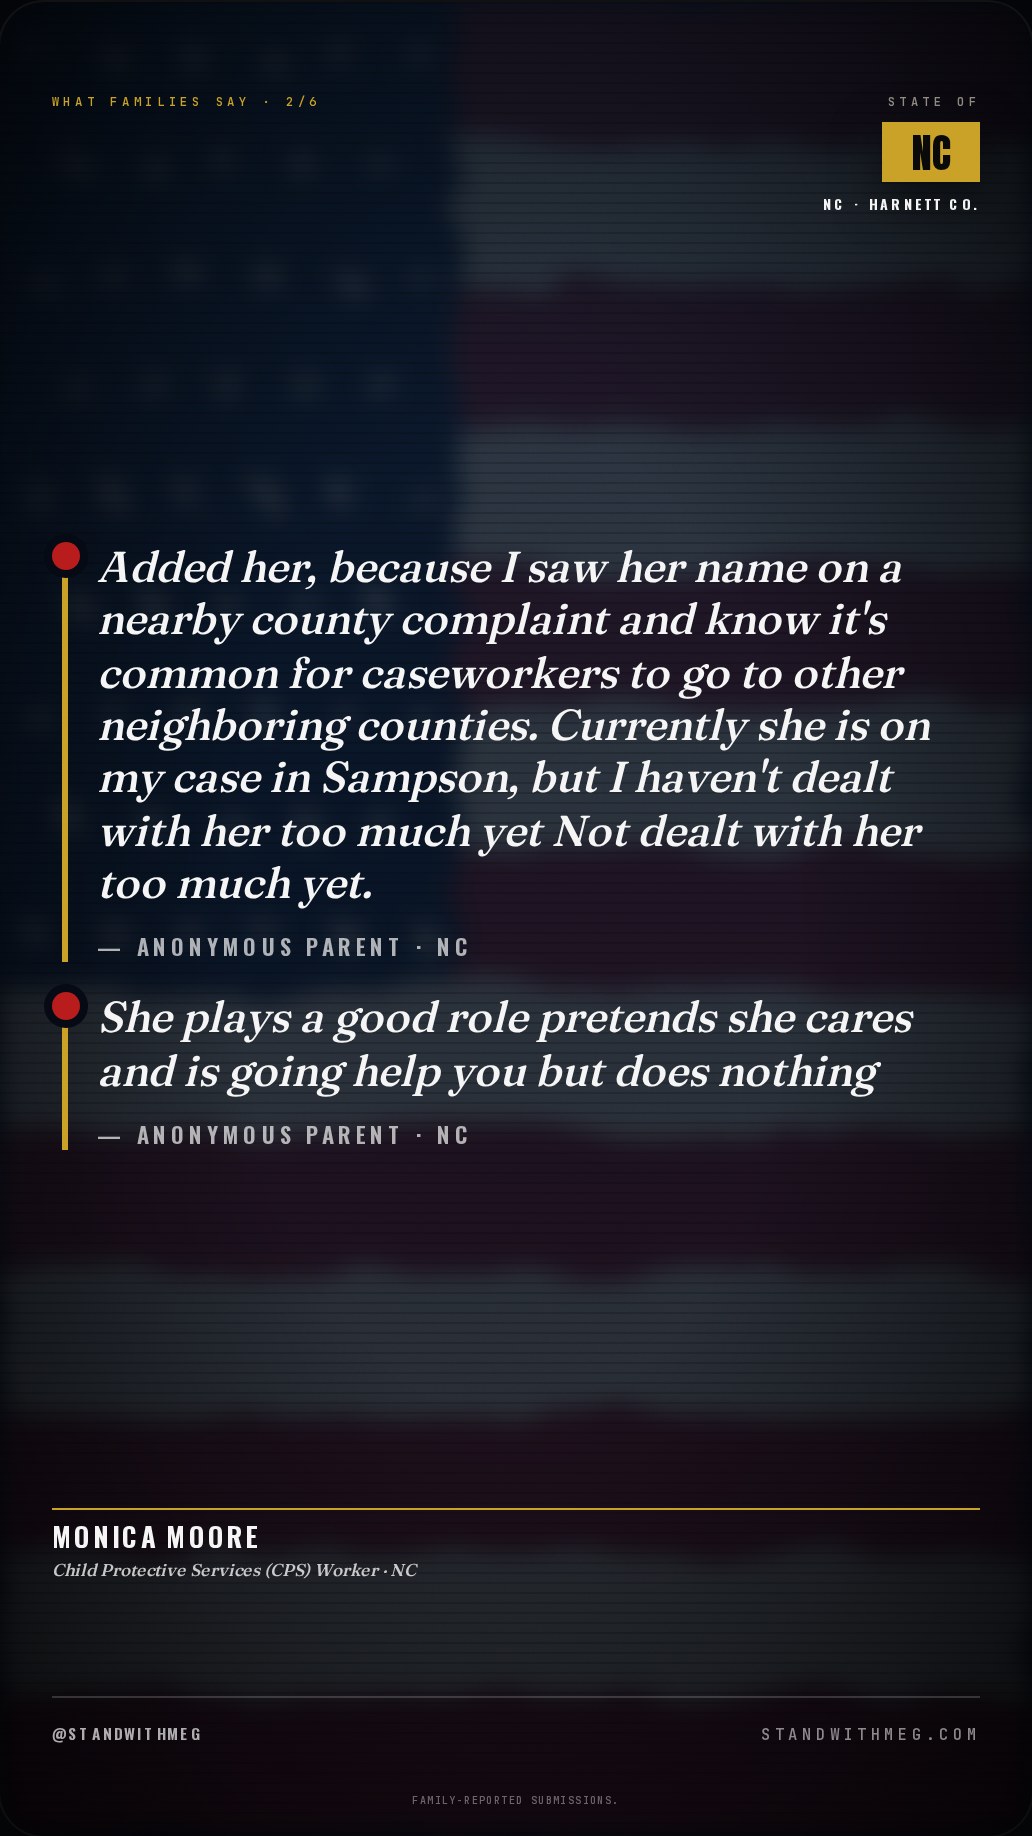 WHAT FAMILIES SAY · 2/6
STATE OF
NC
NC · HARNETT CO.
Added her, because I saw her name on a
nearby county complaint and know it's
common for caseworkers to go to other
neighboring counties. Currently she is on
my case in Sampson, but I haven't dealt
with her too much yet Not dealt with her
too much yet.
— ANONYMOUS PARENT · NC
She plays a good role pretends she cares
and is going help you but does nothing
— ANONYMOUS PARENT · NC
MONICA MOORE
Child Protective Services (CPS) Worker · NC
@STANDWITHMEG
STANDWITHMEG.COM
FAMILY-REPORTED SUBMISSIONS.